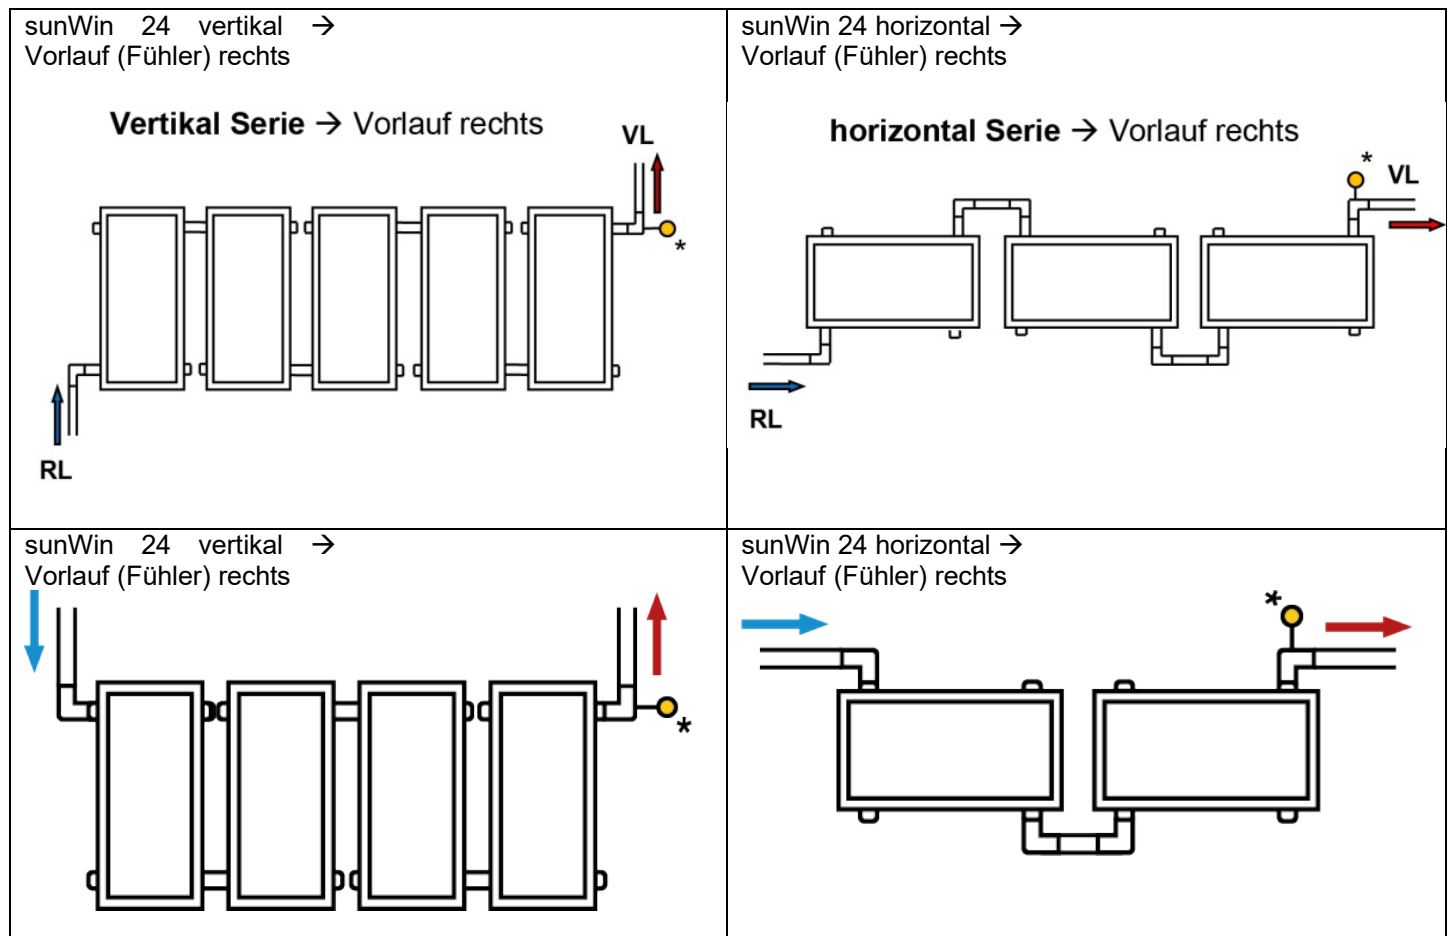 sunWin 24 vertikal →
Vorlauf (Fühler) rechts
Vertikal Serie → Vorlauf rechts
VL
*
RL
sunWin 24 horizontal →
Vorlauf (Fühler) rechts
horizontal Serie → Vorlauf rechts
*
VL
RL
sunWin 24 vertikal →
Vorlauf (Fühler) rechts
*
sunWin 24 horizontal →
Vorlauf (Fühler) rechts
*